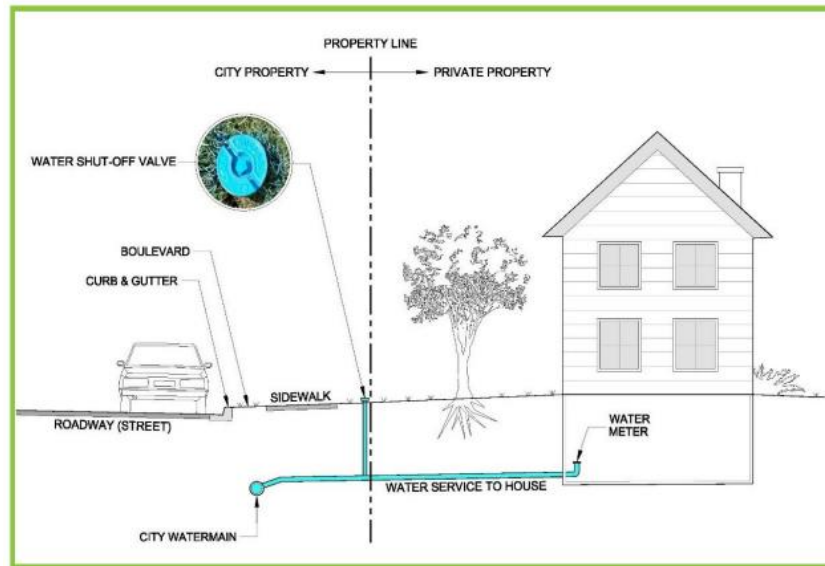 PROPERTY LINE
CITY PROPERTY
PRIVATE PROPERTY
WATER SHUT-OFF VALVE
BOULEVARD
CURB & GUTTER
SIDEWALK
ROADWAY (STREET)
WATER
METER
WATER SERVICE TO HOUSE
CITY WATERMAIN